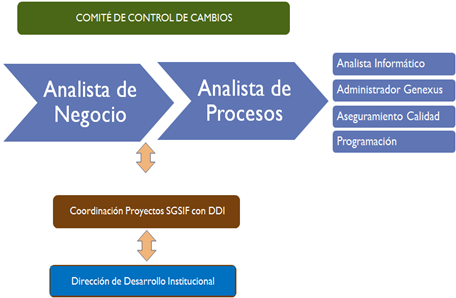 COMITÉ DE CONTROL DE CAMBIOS
Analista de
Negocio
Analista de
Procesos
Analista Informático
Administrador Genexus
Aseguramiento Calidad
Programación
Coordinación Proyectos SGSIF con DDI
Dirección de Desarrollo Institucional